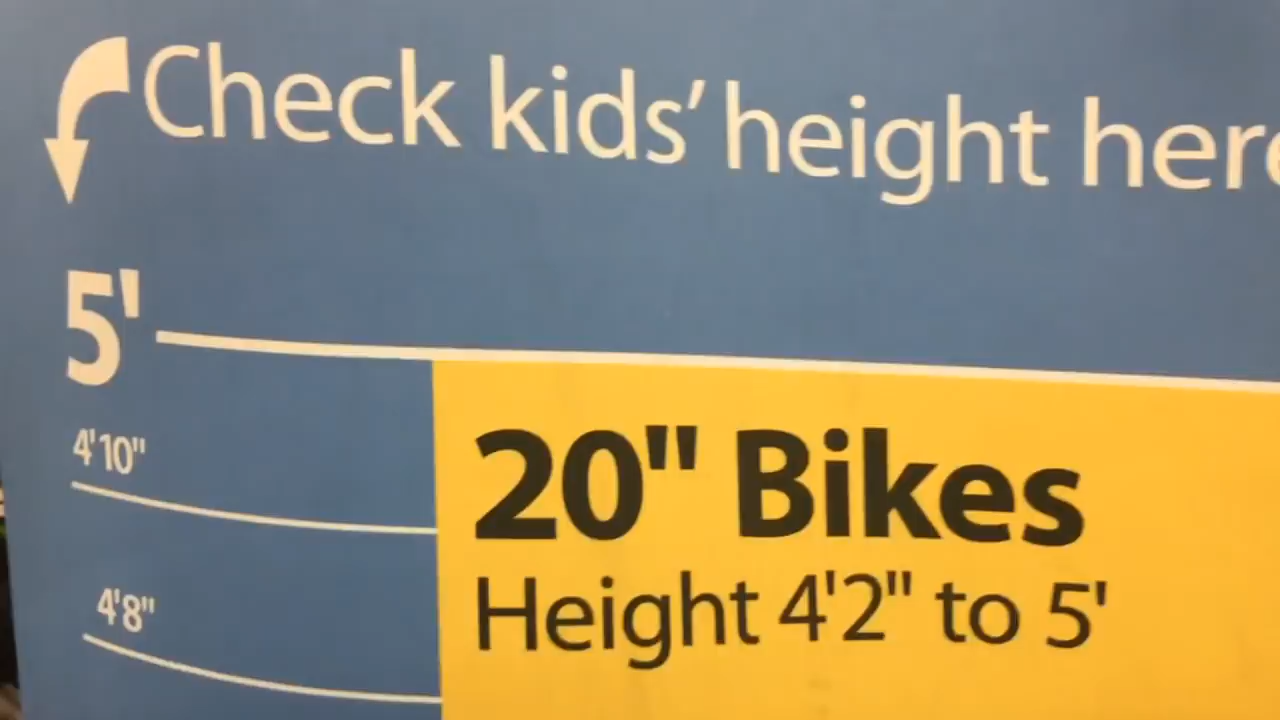 Check kids’ height here
5'
4'10"
20" Bikes
4'8"
Height 4'2" to 5'